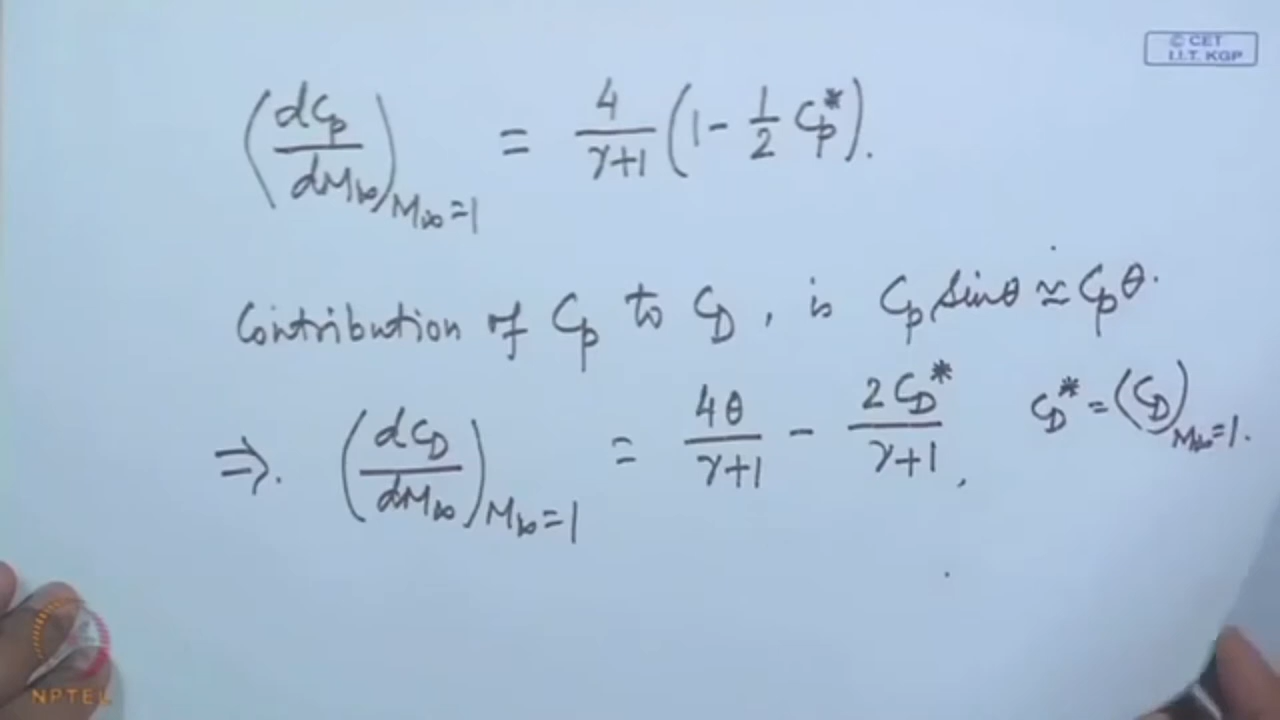 © CET
I.I.T. KGP
(dCp/dM∞)M∞=1 = 4/(γ+1) (1 - 1/2 Cp*).
Contribution of Cp to CD, is Cp sinθ ≃ Cpθ.
⇒. (dCD/dM∞)M∞=1 = 4θ/(γ+1) - 2CD*/(γ+1), CD* = (CD)M∞=1.
NPTEL